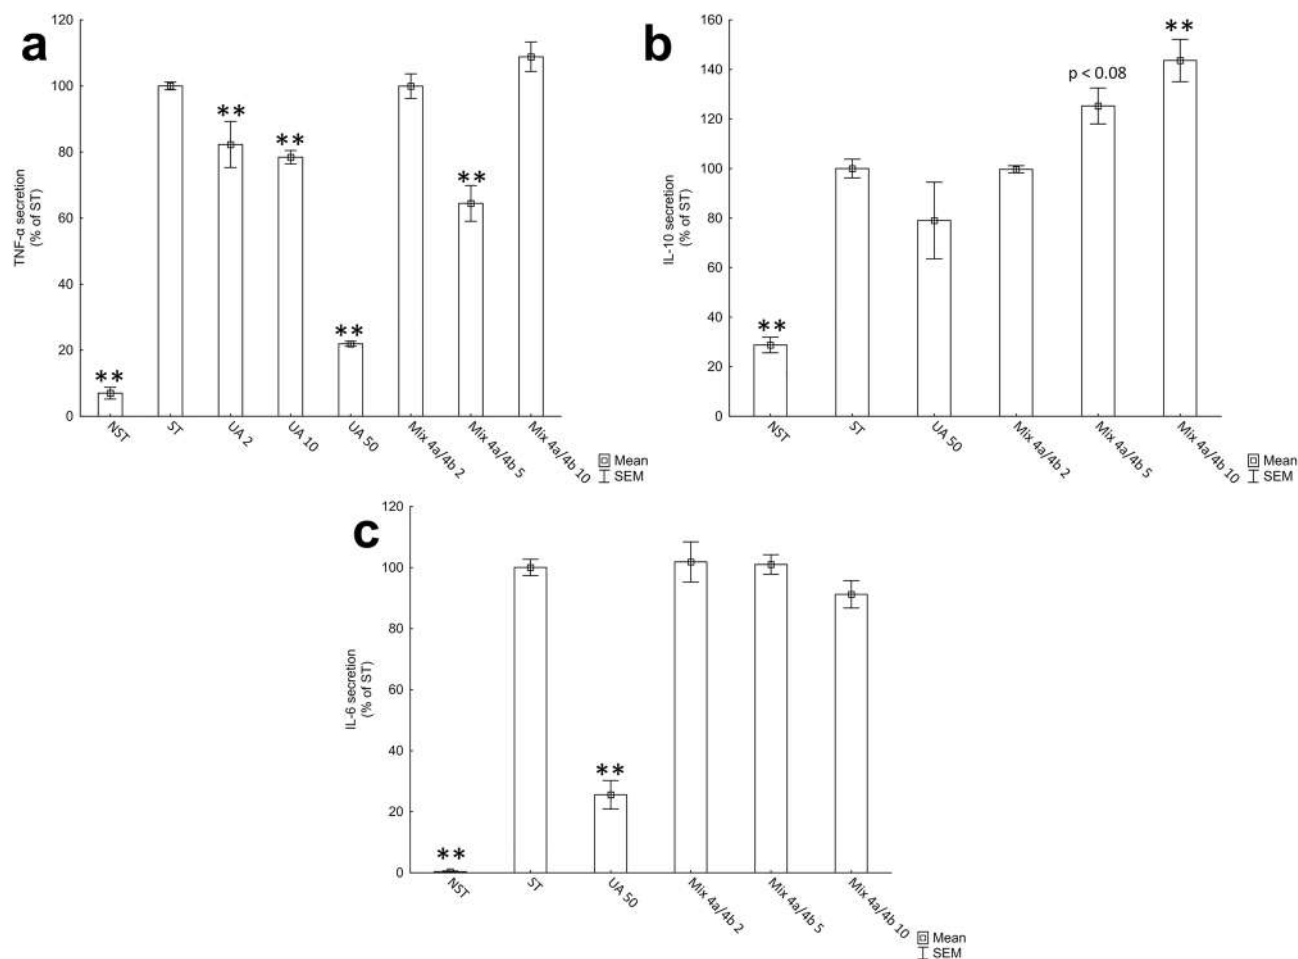 a
TNF-α secretion
(% of ST)
120
100
80
60
40
20
0
**
**
**
**
**
NST
ST
UA 2
UA 10
UA 50
Mix 4a/4b 2
Mix 4a/4b 5
Mix 4a/4b 10
Mean
SEM
b
IL-10 secretion
(% of ST)
160
140
120
100
80
60
40
20
0
**
p < 0.08
**
NST
ST
UA 50
Mix 4a/4b 2
Mix 4a/4b 5
Mix 4a/4b 10
Mean
SEM
c
IL-6 secretion
(% of ST)
120
100
80
60
40
20
0
**
**
NST
ST
UA 50
Mix 4a/4b 2
Mix 4a/4b 5
Mix 4a/4b 10
Mean
SEM